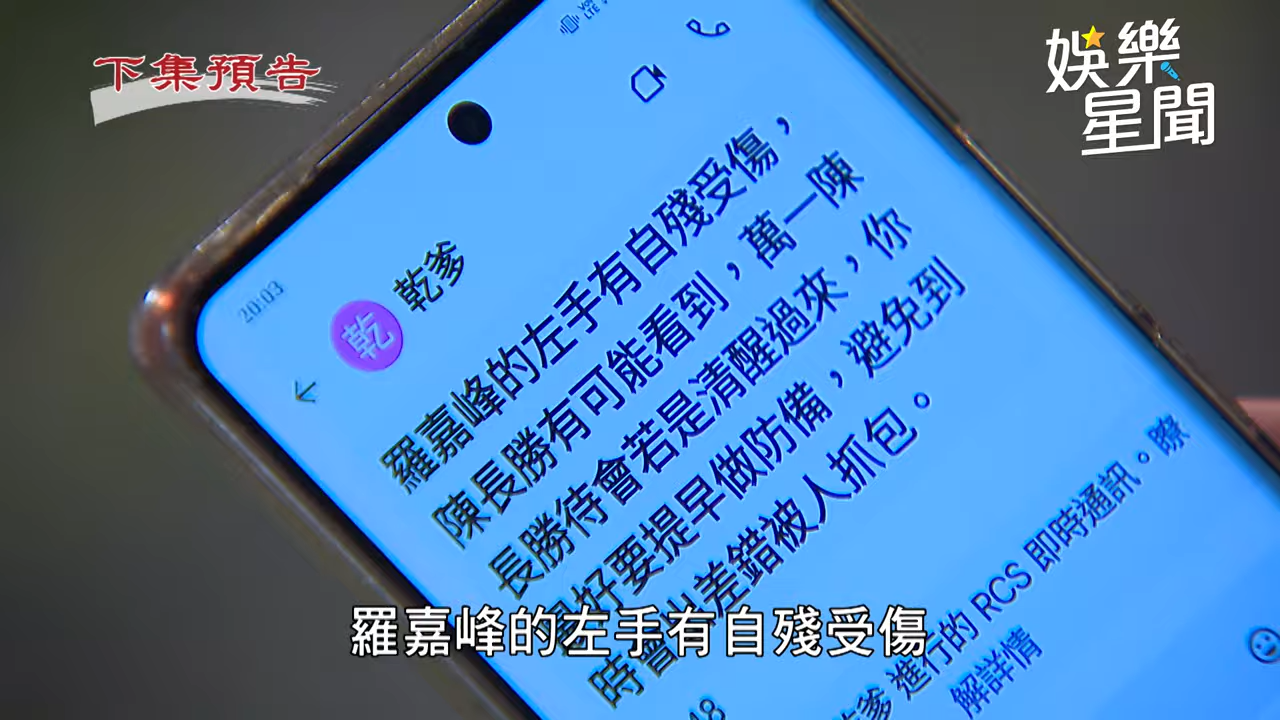 下集預告
娛樂
星聞
20:03
VoLTE
乾爹
乾
羅嘉峰的左手有自殘受傷，
陳長勝有可能看到，萬一陳
長勝待會若是清醒過來，你
最好要提早做防備，避免到
時會出差錯被人抓包。
進行的 RCS 即時通訊。瞭
解詳情
羅嘉峰的左手有自殘受傷